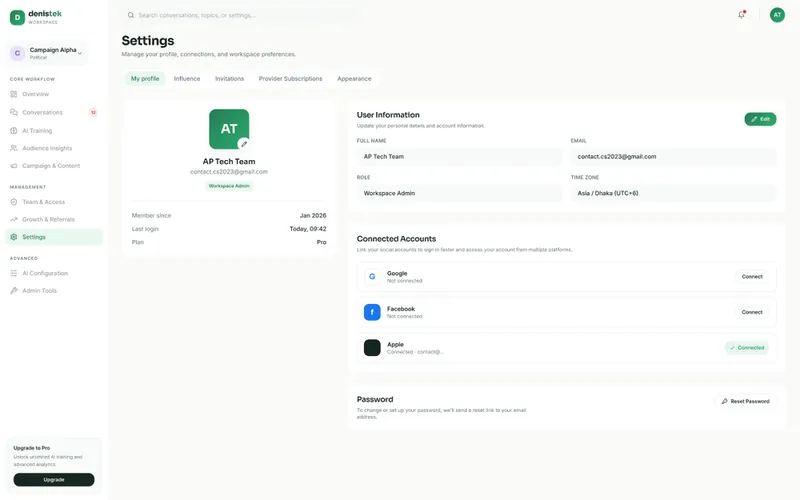 D
denistek
WORKSPACE
C
Campaign Alpha
Political
CORE WORKFLOW
Overview
Conversations
12
AI Training
Audience Insights
Campaign & Content
MANAGEMENT
Team & Access
Growth & Referrals
Settings
ADVANCED
AI Configuration
Admin Tools
Upgrade to Pro
Unlock unlimited AI training and
advanced analytics.
Upgrade
Search conversations, topics, or settings...
AT
Settings
Manage your profile, connections, and workspace preferences.
My profile
Influence
Invitations
Provider Subscriptions
Appearance
AT
AP Tech Team
contact.cs2023@gmail.com
Workspace Admin
Member since Jan 2026
Last login Today, 09:42
Plan Pro
User Information
Update your personal details and account information.
Edit
FULL NAME
AP Tech Team
EMAIL
contact.cs2023@gmail.com
ROLE
Workspace Admin
TIME ZONE
Asia / Dhaka (UTC+6)
Connected Accounts
Link your social accounts to sign in faster and access your account from multiple platforms.
G
Google
Not connected
Connect
f
Facebook
Not connected
Connect
Apple
Connected · contact@...
Connected
Password
To change or set up your password, we'll send a reset link to your email
address.
Reset Password